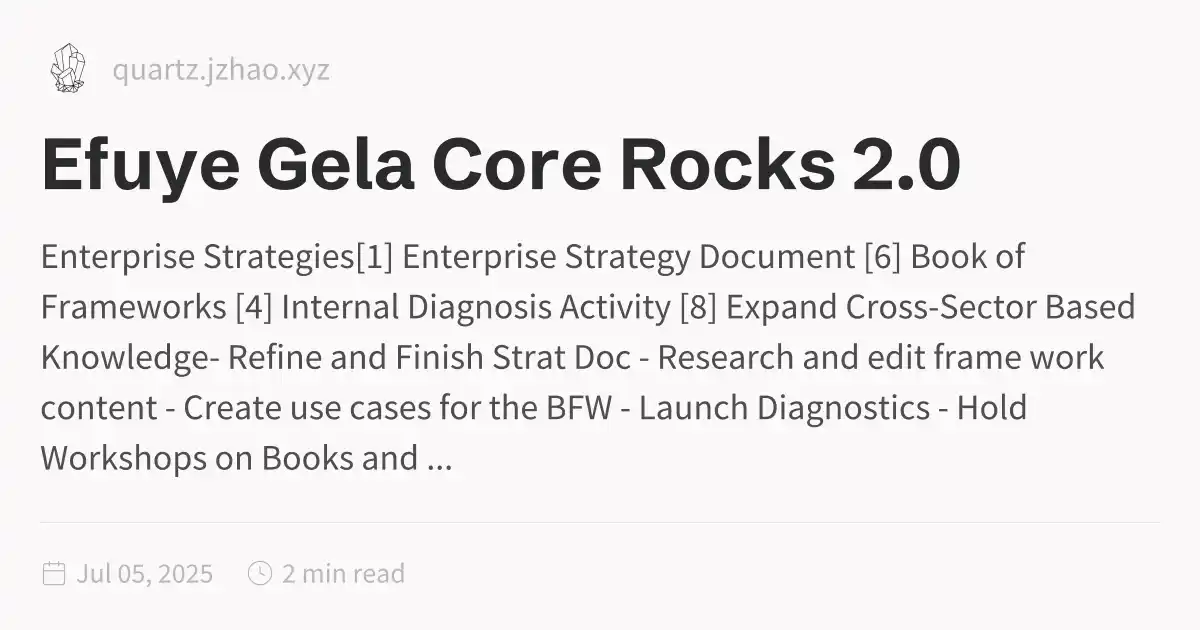 quartz.jzhao.xyz
Efuye Gela Core Rocks 2.0
Enterprise Strategies[1] Enterprise Strategy Document [6] Book of
Frameworks [4] Internal Diagnosis Activity [8] Expand Cross-Sector Based
Knowledge- Refine and Finish Strat Doc - Research and edit frame work
content - Create use cases for the BFW - Launch Diagnostics - Hold
Workshops on Books and ...
Jul 05, 2025 2 min read